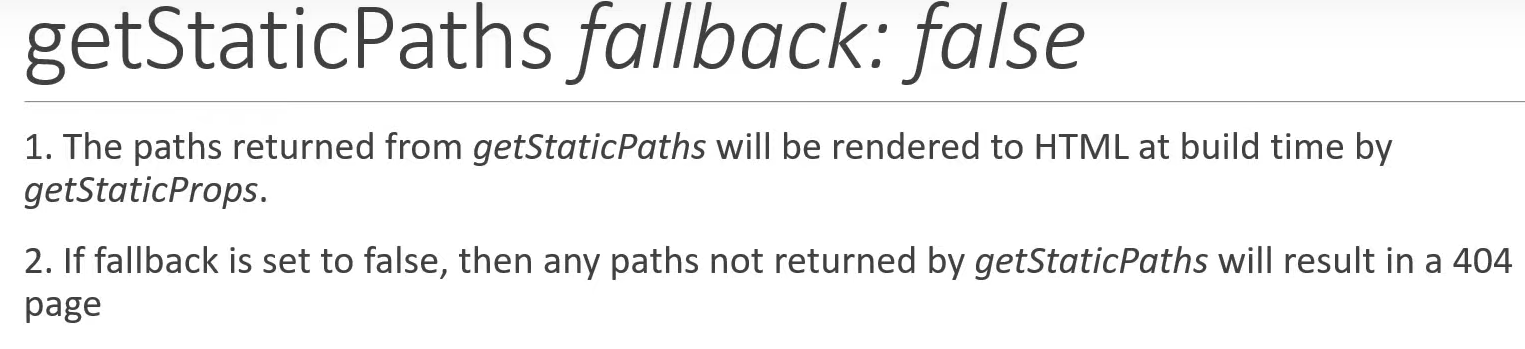 getStaticPaths fallback: false
1. The paths returned from getStaticPaths will be rendered to HTML at build time by
getStaticProps.
2. If fallback is set to false, then any paths not returned by getStaticPaths will result in a 404
page